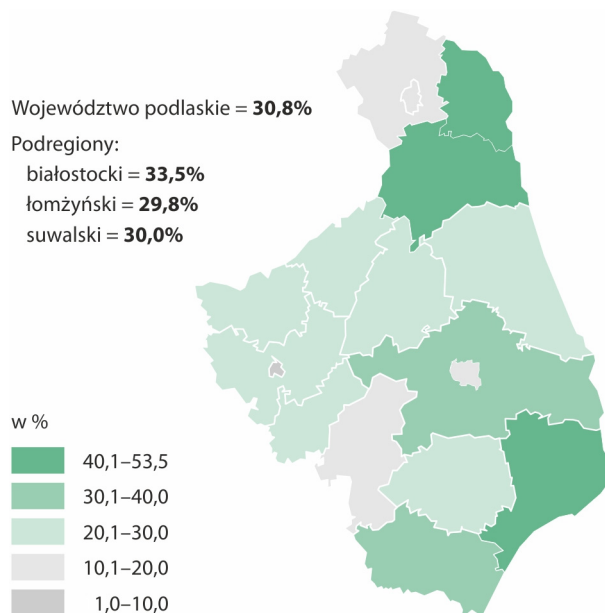 Województwo podlaskie = 30,8%
Podregiony:
białostocki = 33,5%
łomżyński = 29,8%
suwalski = 30,0%
w %
40,1–53,5
30,1–40,0
20,1–30,0
10,1–20,0
1,0–10,0